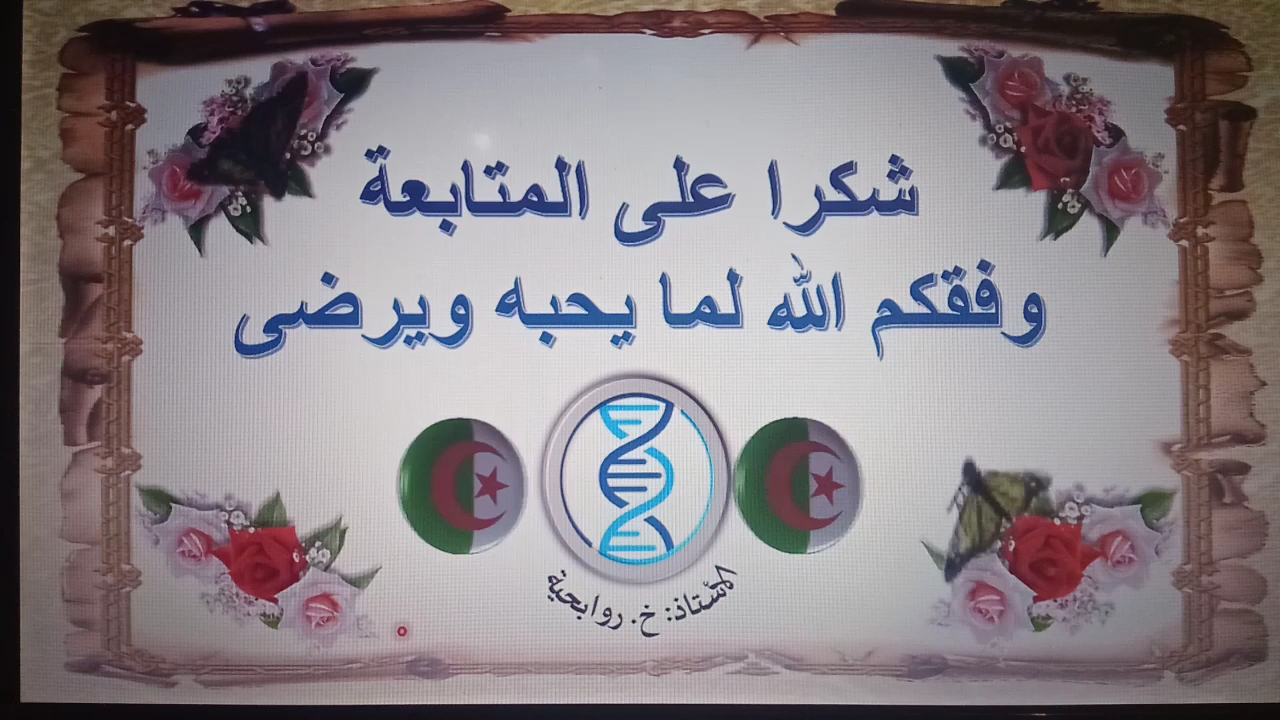 شكرا على المتابعة
وفقكم الله لما يحبه ويرضى
الأستاذ: خ. روابحية